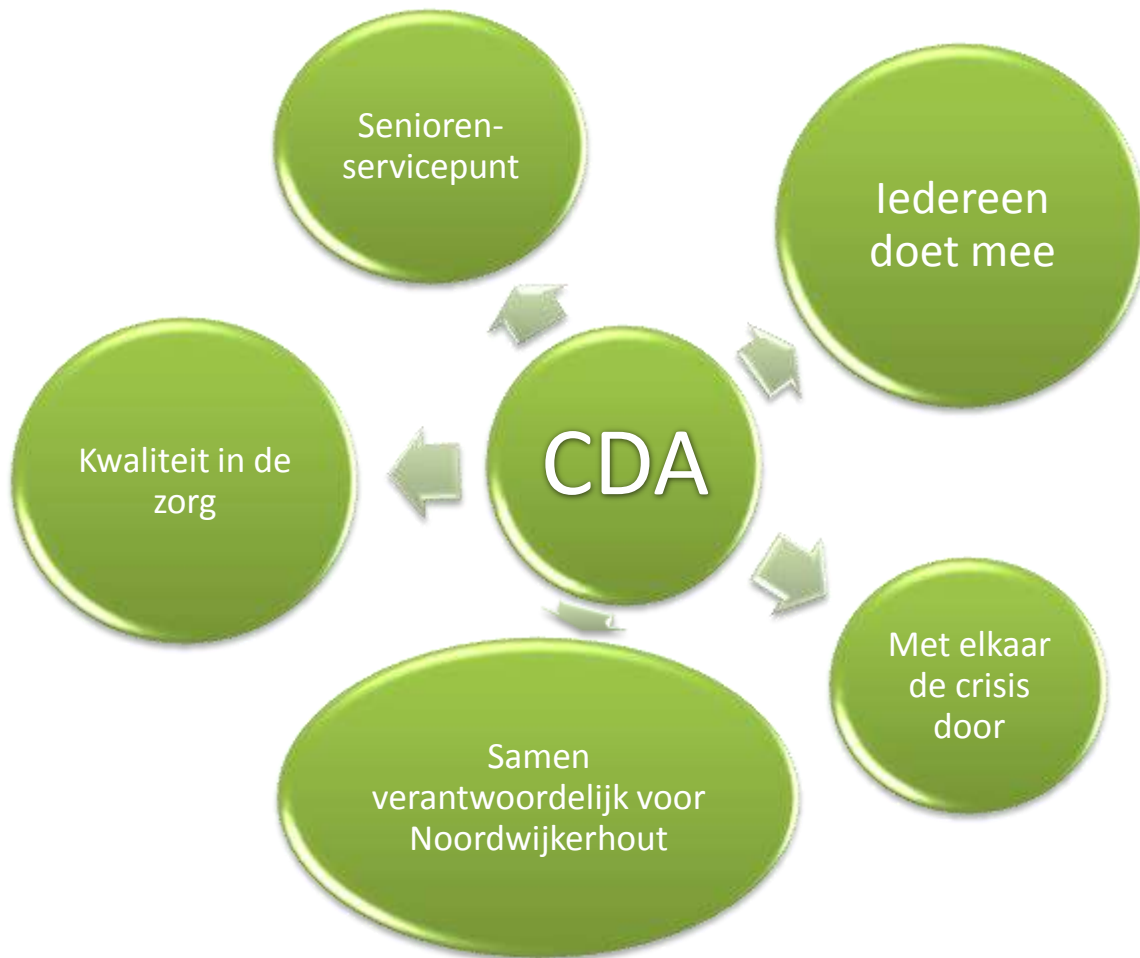 Senioren-
servicepunt
Iedereen
doet mee
Kwaliteit in de
zorg
CDA
Met elkaar
de crisis
door
Samen
verantwoordelijk voor
Noordwijkerhout